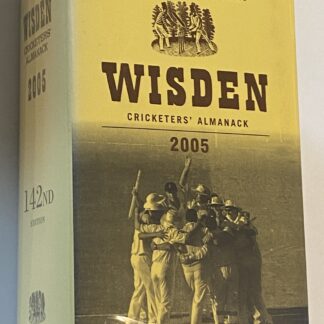 WISDEN
CRICKETERS'
ALMANACK
2005
142ND
EDITION
WISDEN
CRICKETERS' ALMANACK
2005